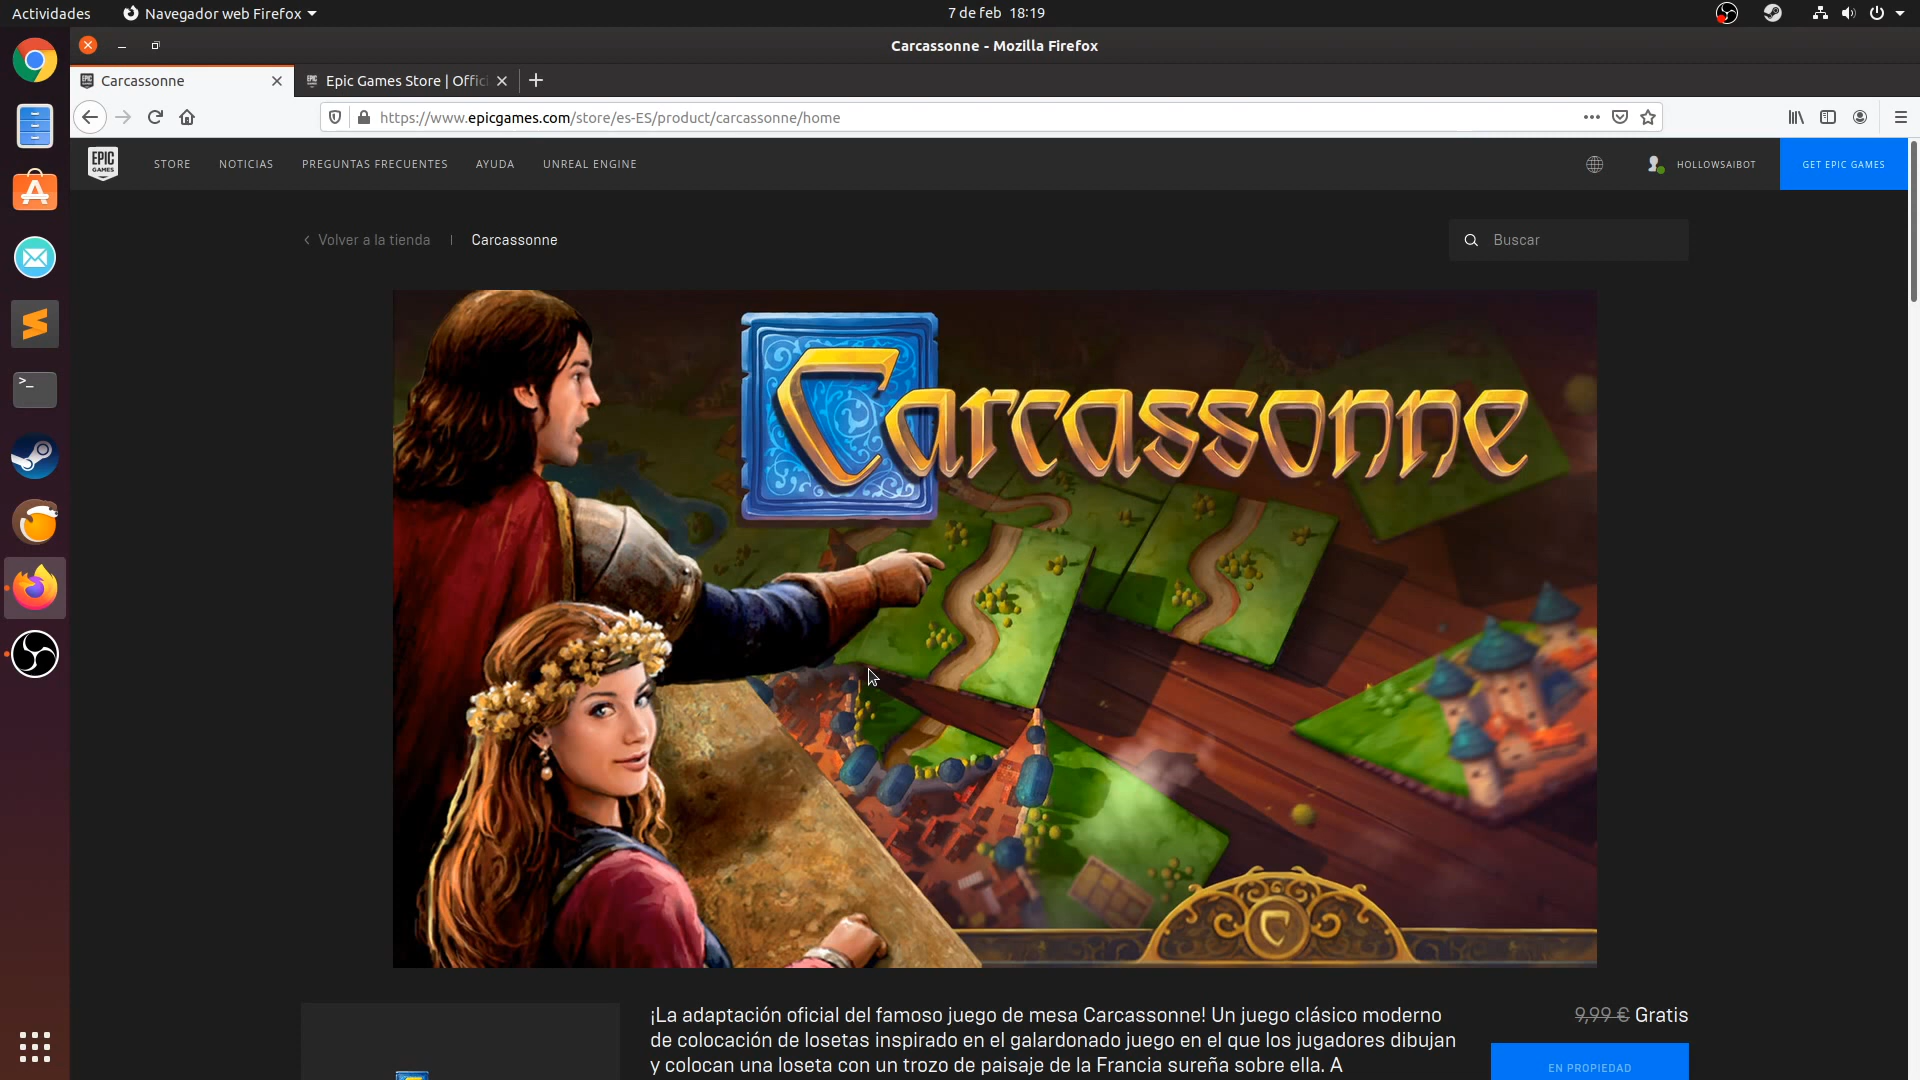 Actividades
Navegador web Firefox
7 de feb 18:19
Carcassonne - Mozilla Firefox
Carcassonne
Epic Games Store | Offici
https://www.epicgames.com/store/es-ES/product/carcassonne/home
EPIC GAMES
STORE
NOTICIAS
PREGUNTAS FRECUENTES
AYUDA
UNREAL ENGINE
HOLLOWSAIBOT
GET EPIC GAMES
Volver a la tienda
Carcassonne
Buscar
Carcassonne
C
¡La adaptación oficial del famoso juego de mesa Carcassonne! Un juego clásico moderno
de colocación de losetas inspirado en el galardonado juego en el que los jugadores dibujan
y colocan una loseta con un trozo de paisaje de la Francia sureña sobre ella. A
9,99 € Gratis
EN PROPIEDAD